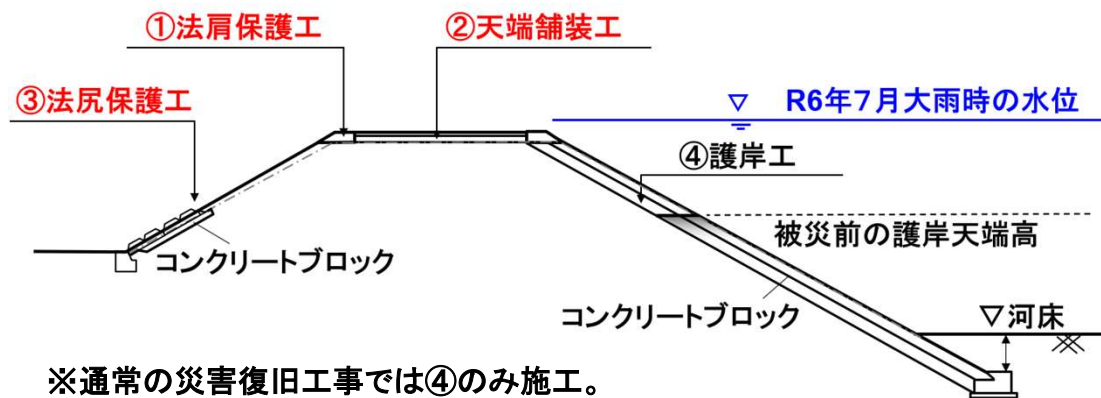 ①法肩保護工
②天端舗装工
③法尻保護工
▽ R6年7月大雨時の水位
④護岸工
被災前の護岸天端高
コンクリートブロック
コンクリートブロック
▽河床
※通常の災害復旧工事では④のみ施工。